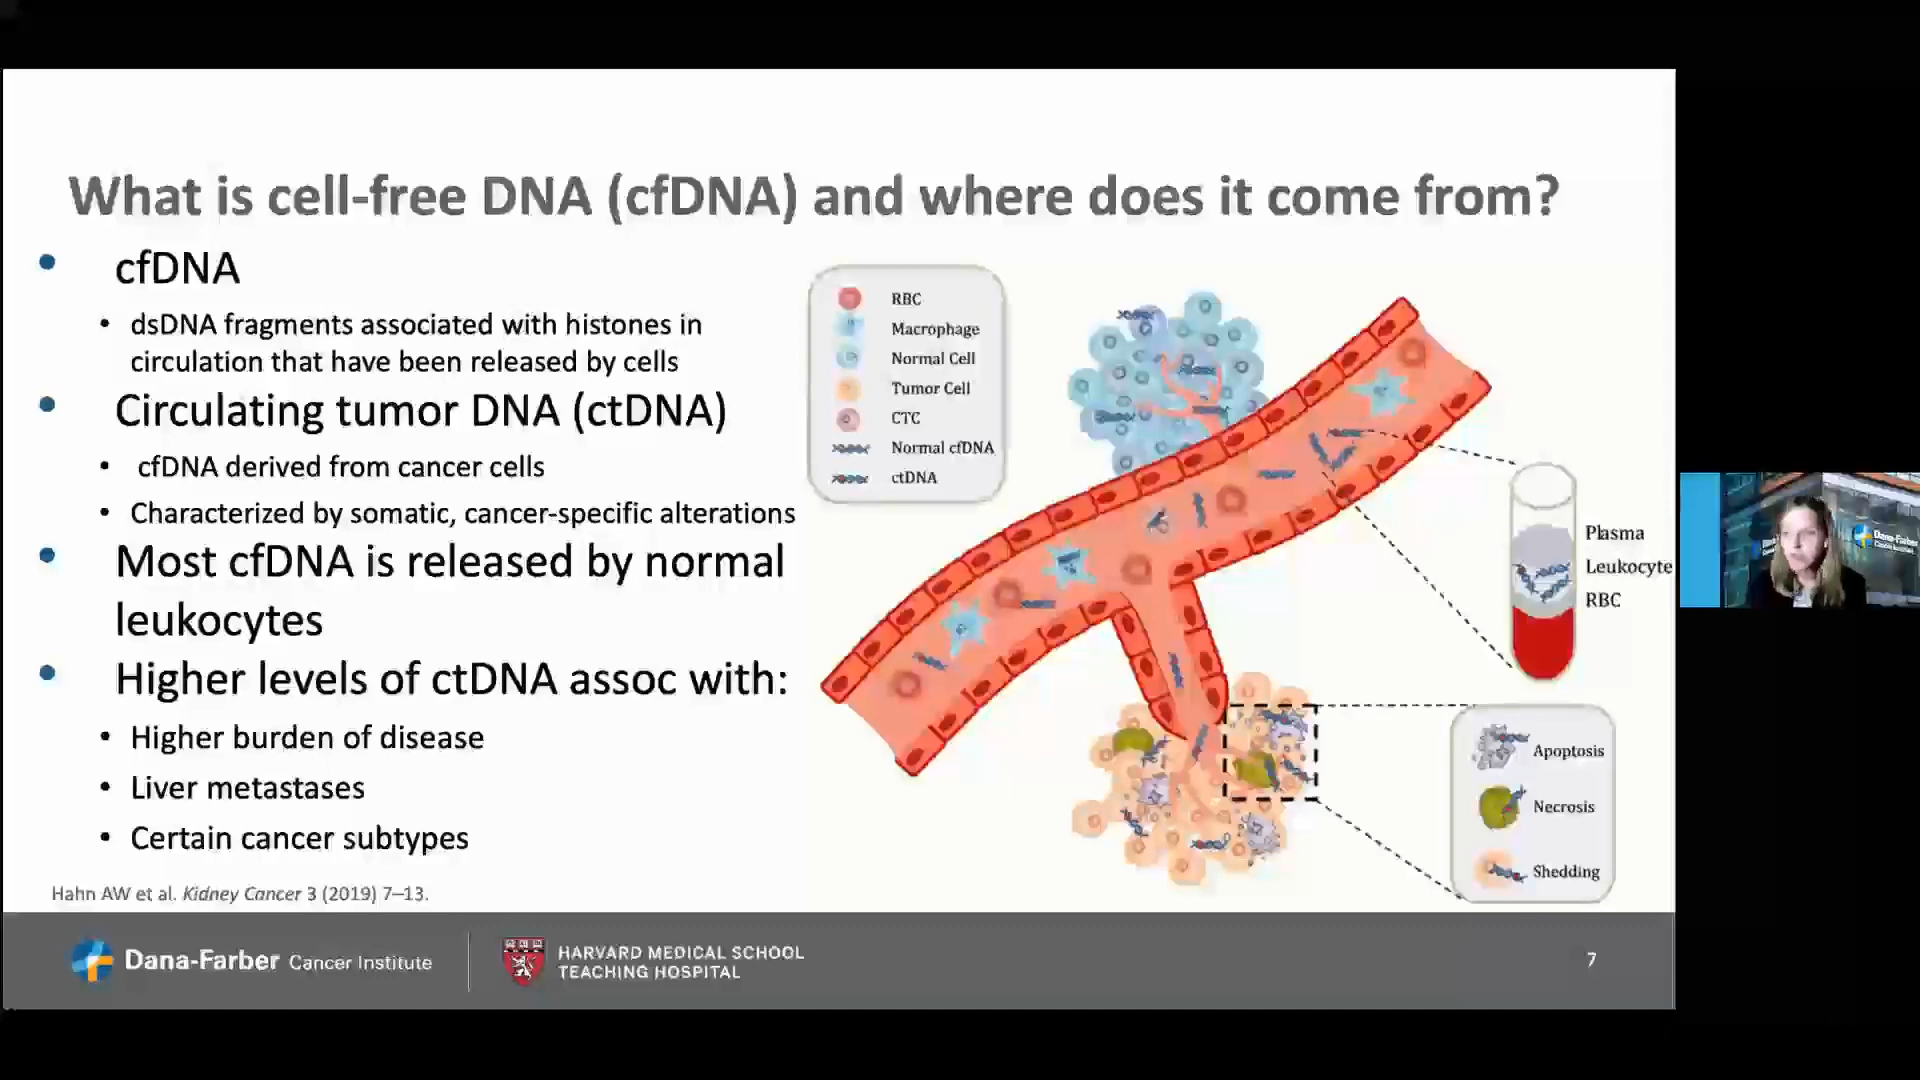 What is cell-free DNA (cfDNA) and where does it come from?
• cfDNA
• dsDNA fragments associated with histones in
circulation that have been released by cells
• Circulating tumor DNA (ctDNA)
• cfDNA derived from cancer cells
• Characterized by somatic, cancer-specific alterations
• Most cfDNA is released by normal
leukocytes
• Higher levels of ctDNA assoc with:
• Higher burden of disease
• Liver metastases
• Certain cancer subtypes
Hahn AW et al. Kidney Cancer 3 (2019) 7–13.
RBC
Macrophage
Normal Cell
Tumor Cell
CTC
Normal cfDNA
ctDNA
Plasma
Leukocyte
RBC
Apoptosis
Necrosis
Shedding
Dana-Farber Cancer Institute
HARVARD MEDICAL SCHOOL
TEACHING HOSPITAL
7
Dana-Farber